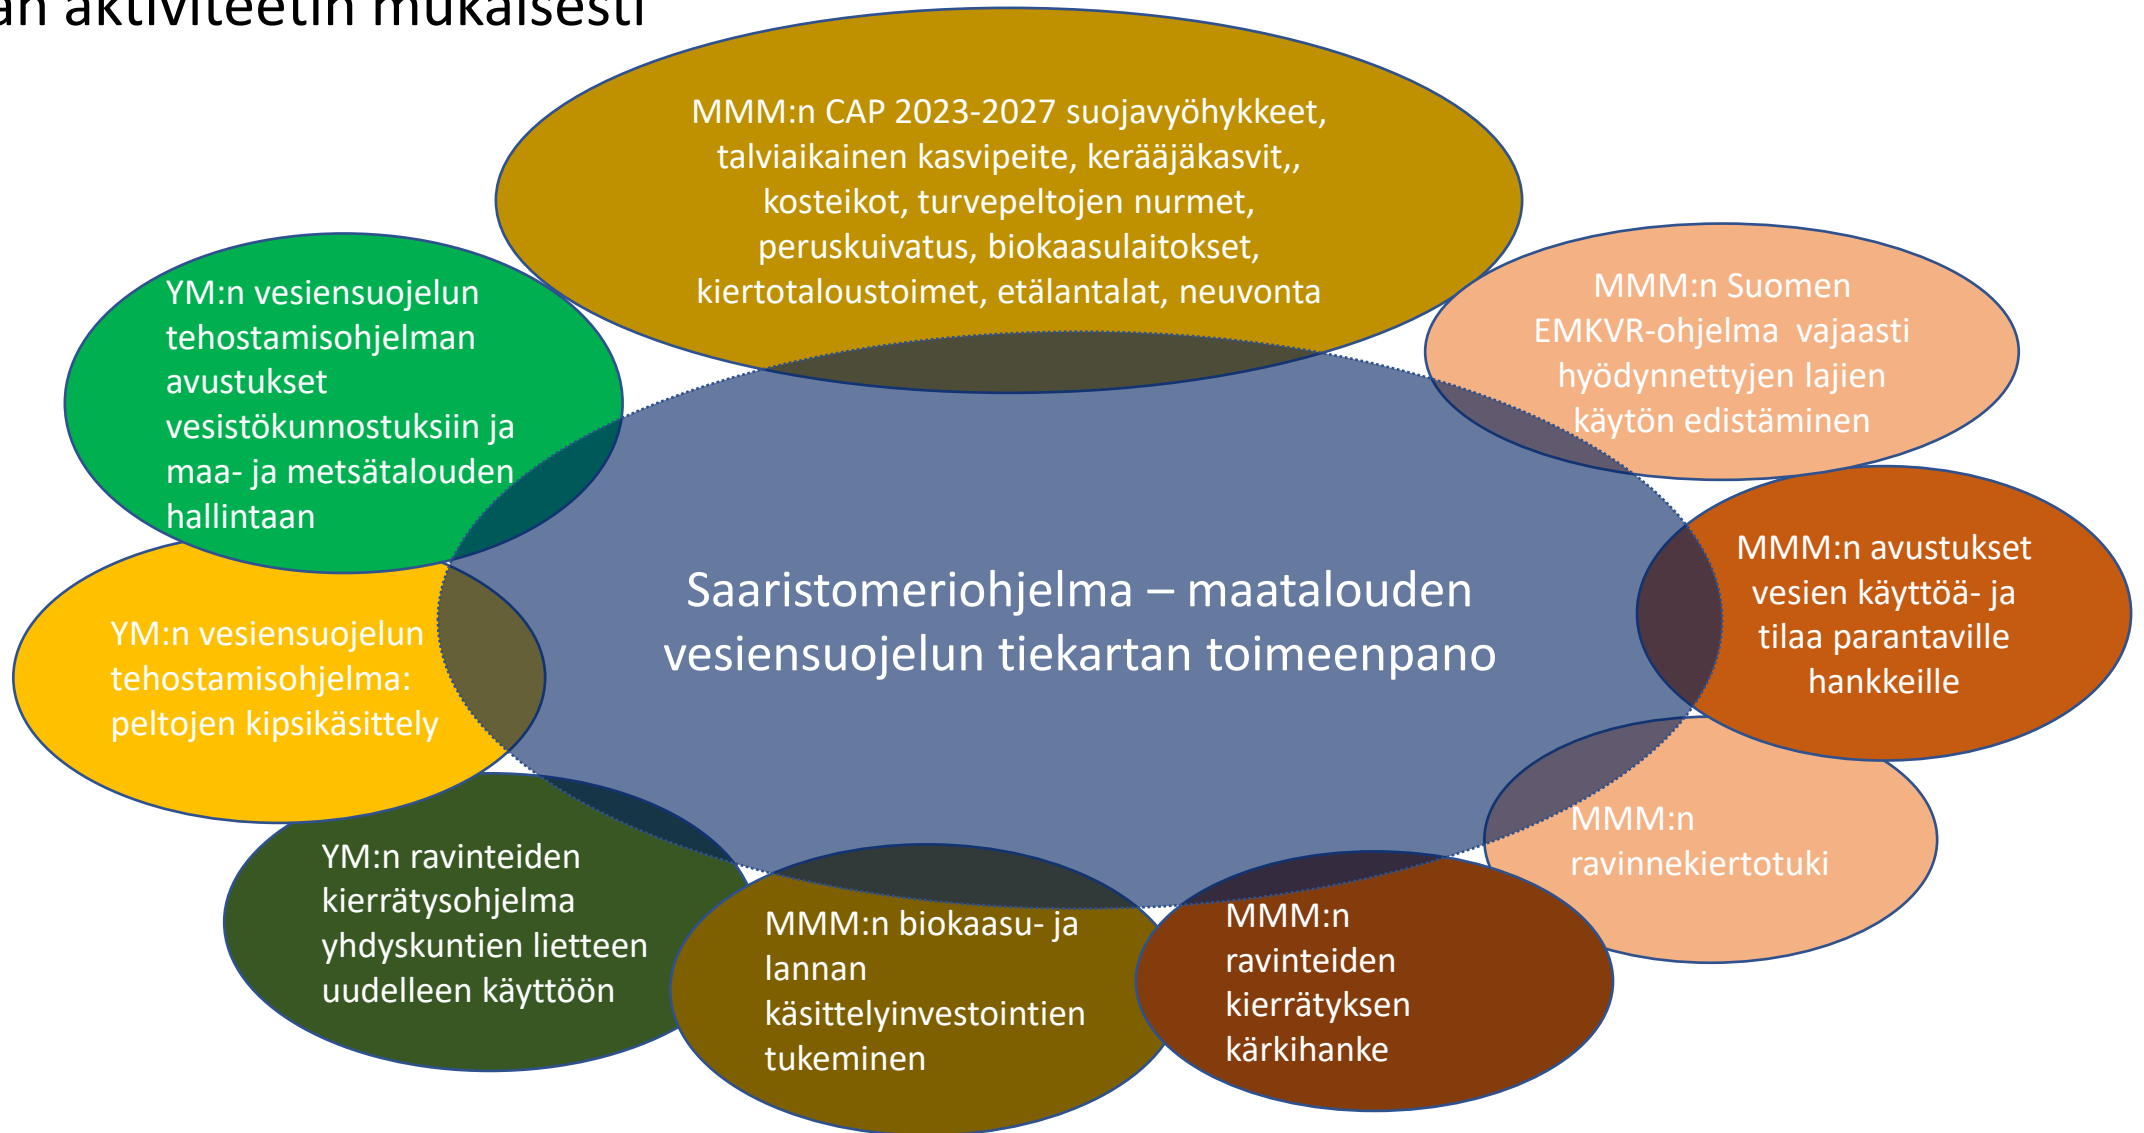 än aktiviteetin mukaisesti
MMM:n CAP 2023-2027 suojavyöhykkeet,
talviaikainen kasvipeite, kerääjäkasvit,,
kosteikot, turvepeltojen nurmet,
peruskuivatus, biokaasulaitokset,
kiertotaloustoimet, etälantalat, neuvonta
YM:n vesiensuojelun
tehostamisohjelman
avustukset
vesistökunnostuksiin ja
maa- ja metsätalouden
hallintaan
MMM:n Suomen
EMKVR-ohjelma vajaasti
hyödynnettyjen lajien
käytön edistäminen
MMM:n avustukset
vesien käyttöä- ja
tilaa parantaville
hankkeille
Saaristomeriohjelma – maatalouden
vesiensuojelun tiekartan toimeenpano
YM:n vesiensuojelun
tehostamisohjelma:
peltojen kipsikäsittely
MMM:n
ravinnekiertotuki
YM:n ravinteiden
kierrätysohjelma
yhdyskuntien lietteen
uudelleen käyttöön
MMM:n biokaasu- ja
lannan
käsittelyinvestointien
tukeminen
MMM:n
ravinteiden
kierrätyksen
kärkihanke